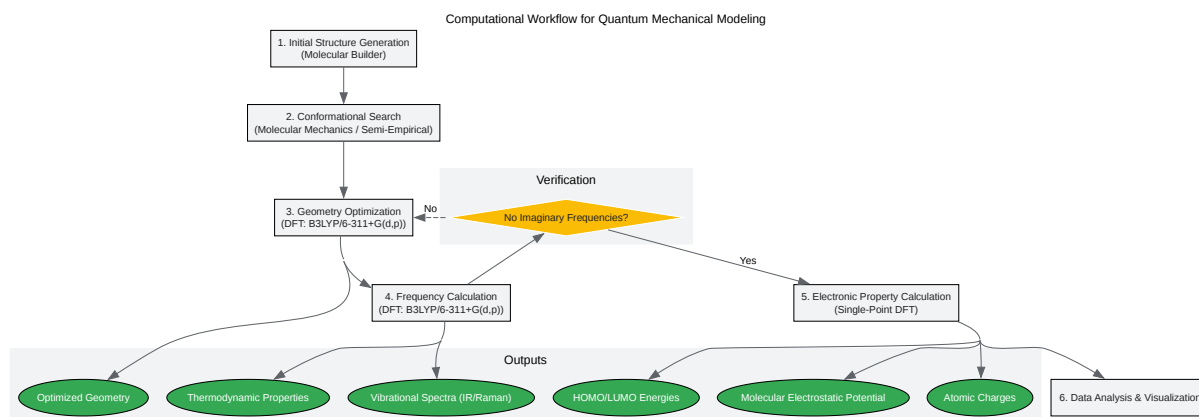 Computational Workflow for Quantum Mechanical Modeling
1. Initial Structure Generation
(Molecular Builder)
2. Conformational Search
(Molecular Mechanics / Semi-Empirical)
Verification
No
No Imaginary Frequencies?
3. Geometry Optimization
(DFT: B3LYP/6-311+G(d,p))
Yes
4. Frequency Calculation
(DFT: B3LYP/6-311+G(d,p))
5. Electronic Property Calculation
(Single-Point DFT)
Outputs
Optimized Geometry
Thermodynamic Properties
Vibrational Spectra (IR/Raman)
HOMO/LUMO Energies
Molecular Electrostatic Potential
Atomic Charges
6. Data Analysis & Visualization